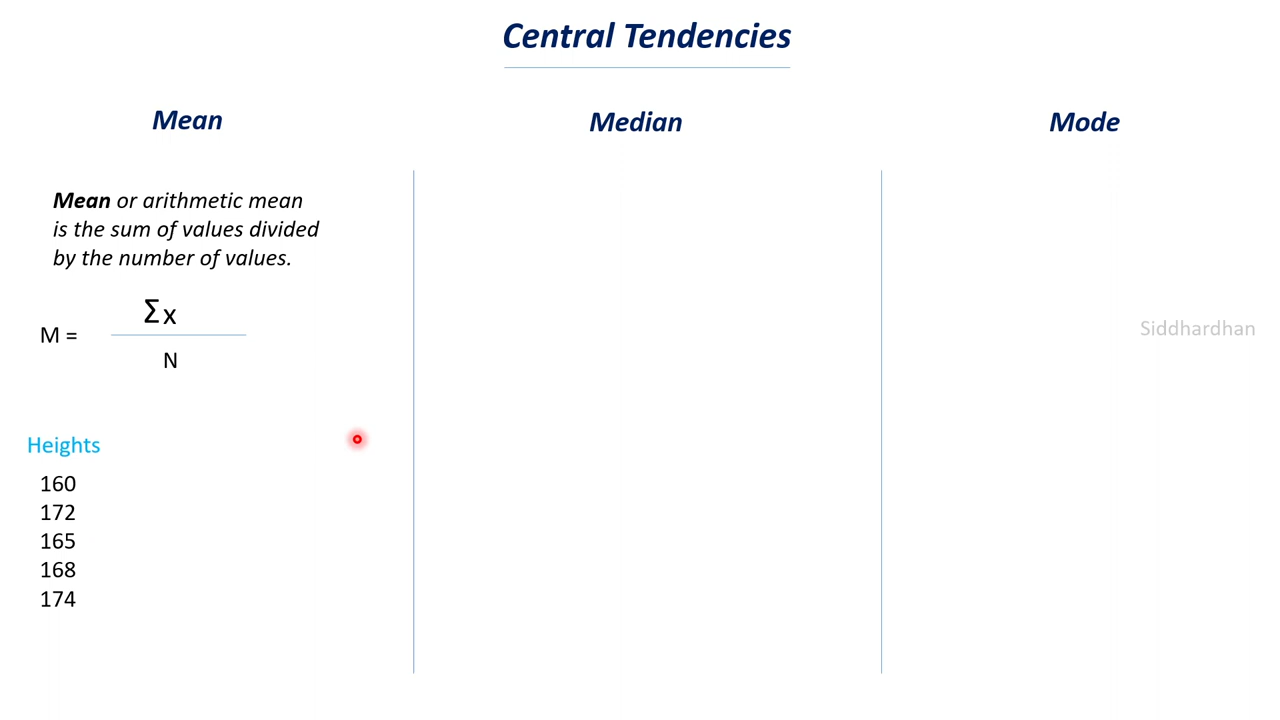 Central Tendencies
Mean
Median
Mode
Mean or arithmetic mean
is the sum of values divided
by the number of values.
Σ x
M =
N
Siddhardhan
Heights
160
172
165
168
174